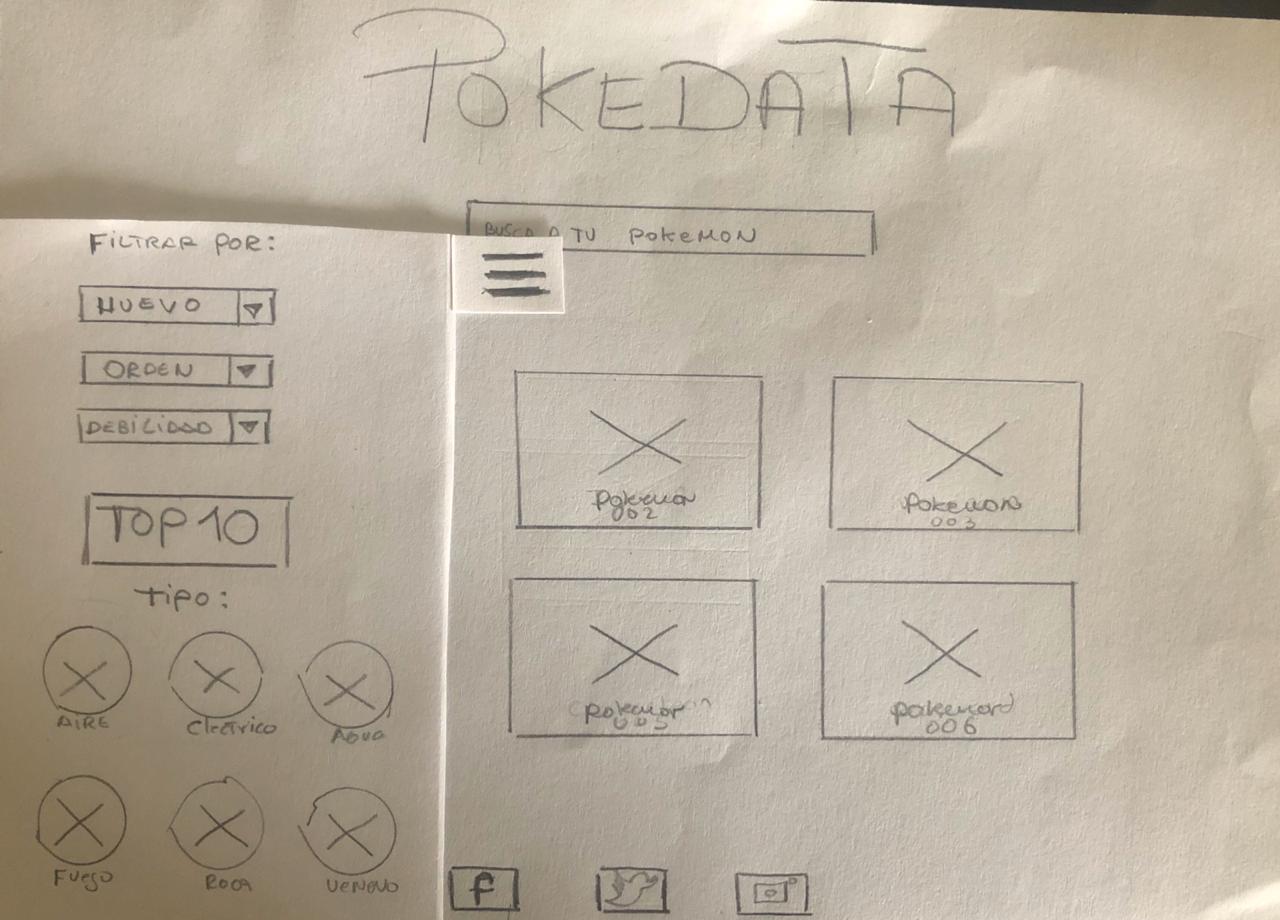 POKEDATA
BUSCA A TU POKEMON
FILTRAR POR:
NUEVO
ORDEN
DEBILIDAD
TOP 10
TIPO:
AIRE
Electrico
AGUA
FUEGO
ROCA
VENENO
pokemon
002
Pokemon
003
pokemon
005
pokemon
006
f